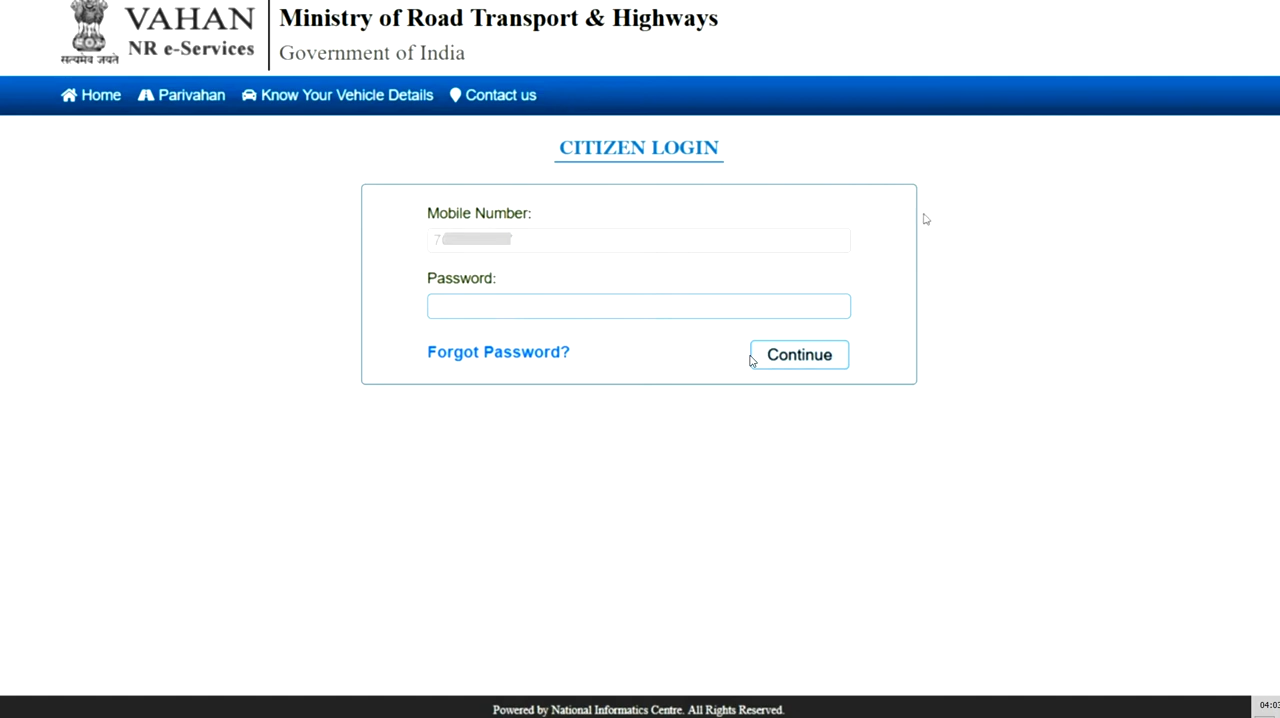 VAHAN
NR e-Services
सत्यमेव जयते
Ministry of Road Transport & Highways
Government of India
Home Parivahan Know Your Vehicle Details Contact us
CITIZEN LOGIN
Mobile Number:
7
Password:
Forgot Password? Continue
Powered by National Informatics Centre. All Rights Reserved.